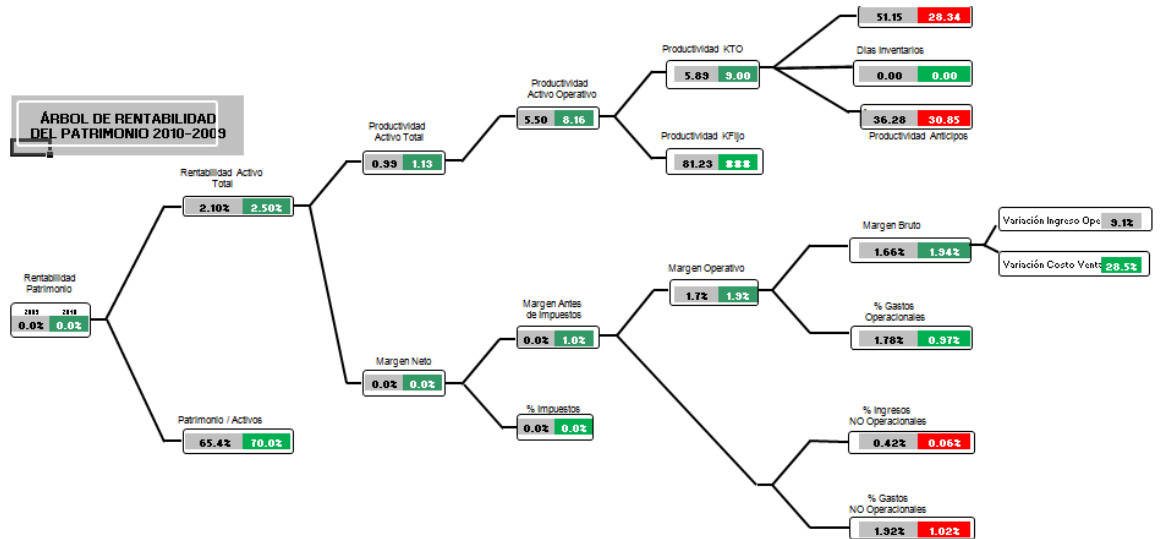 51.15 28.34
Productividad KTO
Días Inventarios
5.89 9.00
0.00 0.00
Productividad
Activo Operativo
ÁRBOL DE RENTABILIDAD
DEL PATRIMONIO 2010-2009
5.50 8.16
36.28 30.85
Productividad
Activo Total
Productividad KFijo
Productividad Anticipos
0.99 1.13
81.23
Rentabilidad Activo
Total
2.10% 2.50%
Margen Bruto
Variación Ingreso Ope 9.1%
1.66% 1.94%
Variación Costo Vent 28.5%
Rentabilidad
Patrimonio
Margen Operativo
2009 2010
0.0% 0.0%
1.7% 1.9%
Margen Antes
de Impuestos
% Gastos
Operacionales
0.0% 1.0%
1.78% 0.97%
Margen Neto
0.0% 0.0%
% Impuestos
0.0% 0.0%
Patrimonio / Activos
65.4% 70.0%
% Ingresos
NO Operacionales
0.42% 0.06%
% Gastos
NO Operacionales
1.92% 1.02%